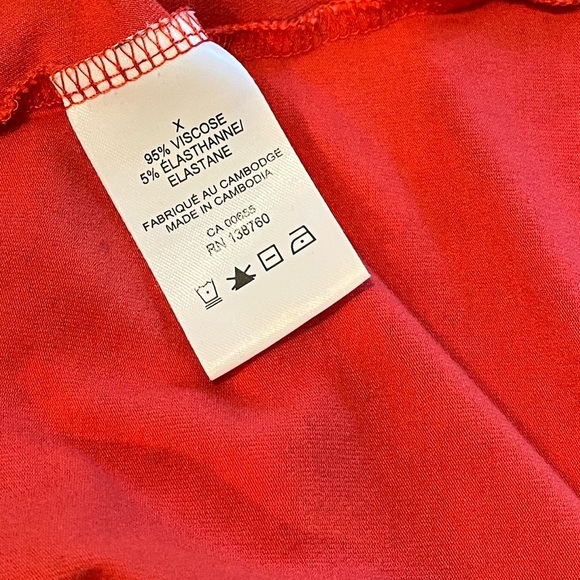 X
95% VISCOSE
5% ÉLASTHANNE/
ELASTANE
FABRIQUÉ AU CAMBODGE
MADE IN CAMBODIA
CA 00655
RN 138760